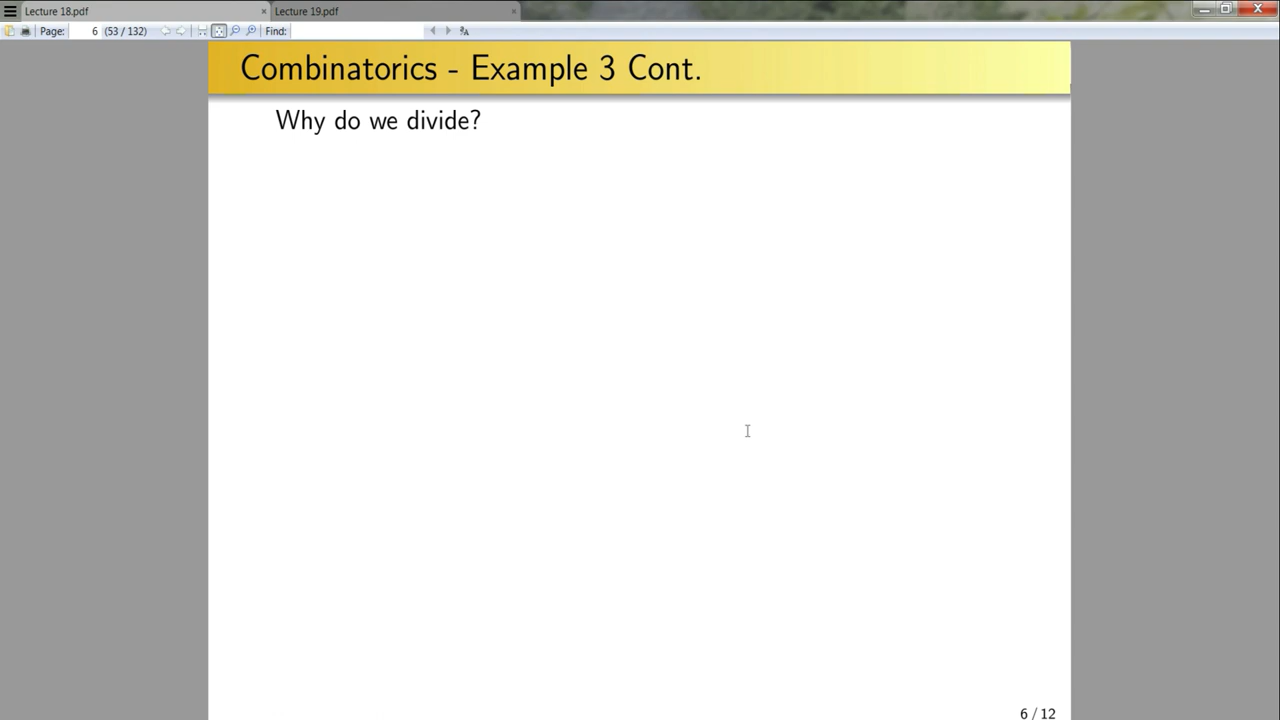 Lecture 18.pdf
Lecture 19.pdf
Page: 6 (53 / 132) Find:
Combinatorics - Example 3 Cont.
Why do we divide?
6 / 12